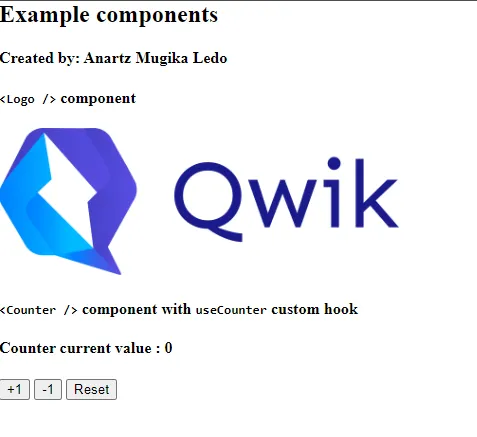 Example components
Created by: Anartz Mugika Ledo
<Logo /> component
Qwik
<Counter /> component with useCounter custom hook
Counter current value : 0
+1 -1 Reset